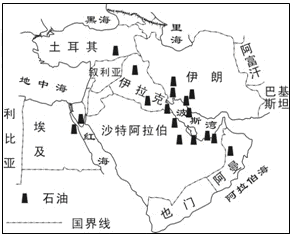 黑海
里海
土耳其
阿富汗
地中海
叙利亚
伊拉克
伊朗
巴基
斯坦
利比亚
埃及
红海
沙特阿拉伯
波斯湾
阿曼
阿拉伯海
也门
石油
国界线